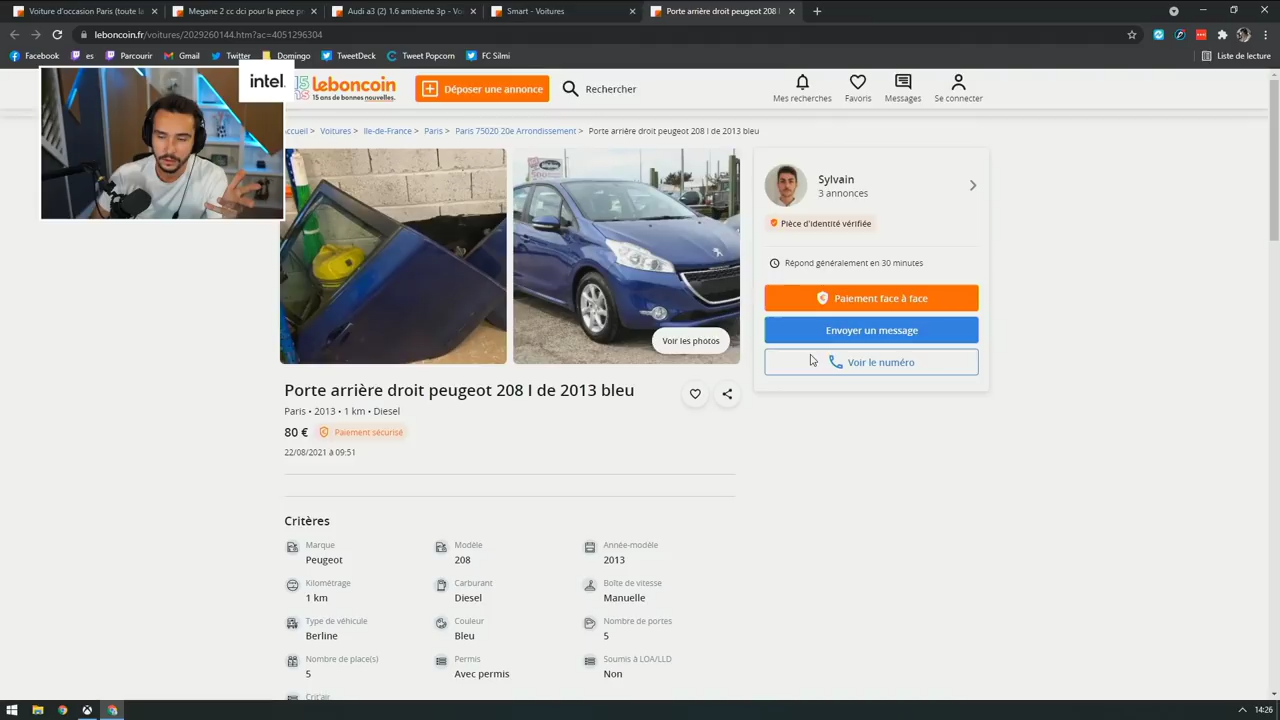 24 occasions Paris (toute la
Megane 2 cc dci pour la piece pr
Audi a3 (2) 1.6 ambiente 3p - Vo
Smart - Voitures
Porte arrière droit peugeot 208 I
leboncoin.fr/voitures/2029260144.htm?ac=4051296304
Facebook
es
Parcourir
Gmail
Twitter
Domingo
TweetDeck
Tweet Popcorn
FC Silmi
Liste de lecture
intel.
leboncoin
15 ans de bonnes nouvelles.
Déposer une annonce
Rechercher
Mes recherches
Favoris
Messages
Se connecter
ccueil > Voitures > Ile-de-France > Paris > Paris 75020 20e Arrondissement > Porte arrière droit peugeot 208 I de 2013 bleu
Voir les photos
Sylvain
3 annonces
Pièce d'identité vérifiée
Répond généralement en 30 minutes
Paiement face à face
Envoyer un message
Voir le numéro
Porte arrière droit peugeot 208 I de 2013 bleu
Paris • 2013 • 1 km • Diesel
80 € Paiement sécurisé
22/08/2021 à 09:51
Critères
Marque
Peugeot
Modèle
208
Année-modèle
2013
Kilométrage
1 km
Carburant
Diesel
Boîte de vitesse
Manuelle
Type de véhicule
Berline
Couleur
Bleu
Nombre de portes
5
Nombre de place(s)
5
Permis
Avec permis
Soumis à LOA/LLD
Non
Crit'air
14:26